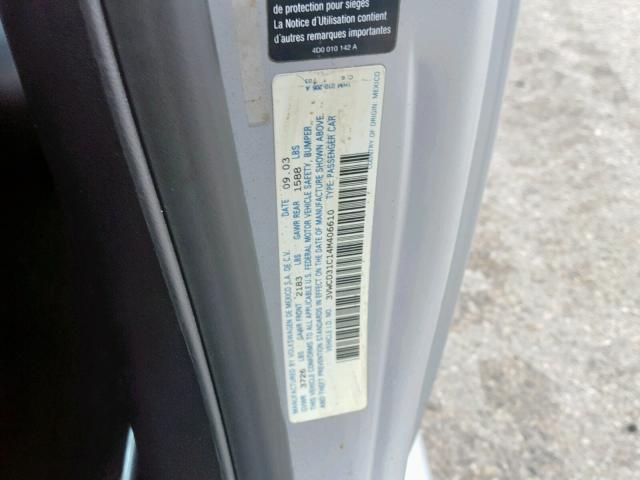 de protection pour sièges
La Notice d'Utilisation contient
d'autres remarques importantes
4D0 010 142 A
MANUFACTURED BY VOLKSWAGEN DE MEXICO S.A. DE C.V. DATE 09.03
GVWR 3726 LBS GAWR FRONT 2183 LBS GAWR REAR 1588 LBS
THIS VEHICLE CONFORMS TO ALL APPLICABLE U.S. FEDERAL MOTOR VEHICLE SAFETY, BUMPER
AND THEFT PREVENTION STANDARDS IN EFFECT ON THE DATE OF MANUFACTURE SHOWN ABOVE.
VEHICLE I.D. NO. 3VWCD31C14M406610 TYPE: PASSENGER CAR
COUNTRY OF ORIGIN: MEXICO